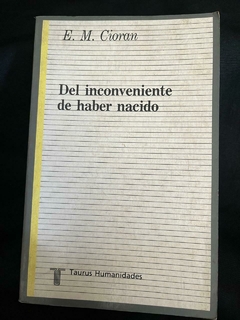 E. M. Cioran
Del inconveniente
de haber nacido
Taurus Humanidades